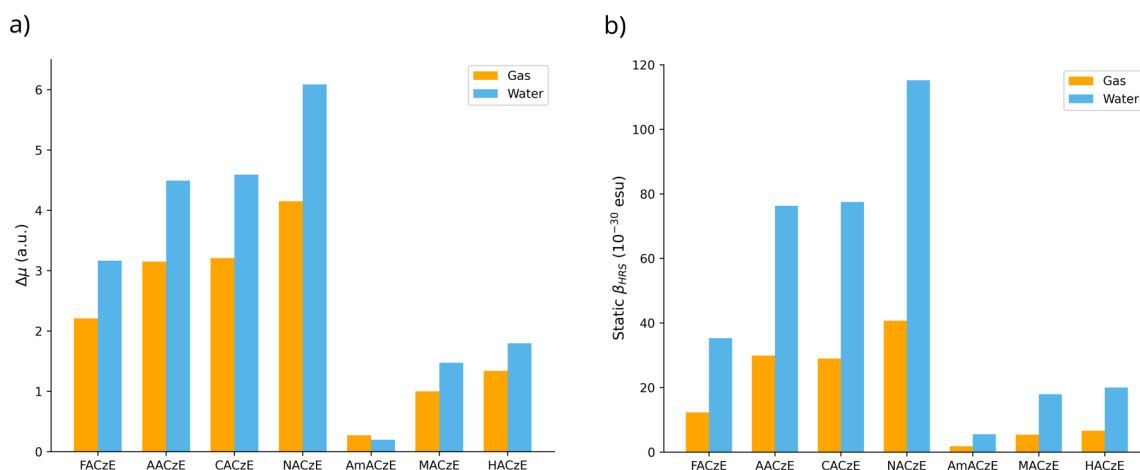 a)
Δμ (a.u.)
6
5
4
3
2
1
0
Gas
Water
FACzE AACzE CACzE NACzE AmACzE MACzE HACzE
b)
Static β_HRS (10⁻³⁰ esu)
120
100
80
60
40
20
0
Gas
Water
FACzE AACzE CACzE NACzE AmACzE MACzE HACzE